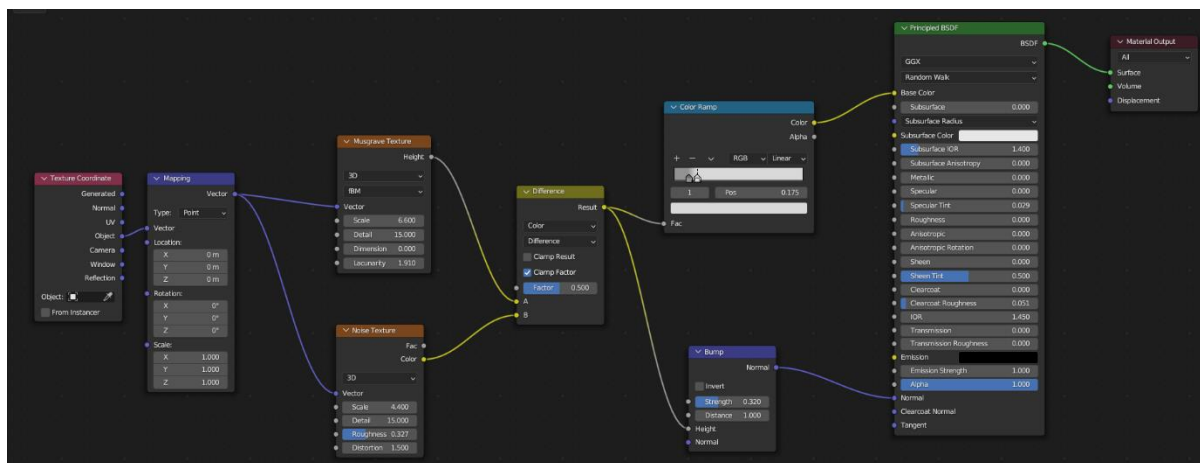 Texture Coordinate
Generated
Normal
UV
Object
Camera
Window
Reflection
Object:
From Instancer
Mapping
Vector
Type: Point
Vector
Location:
X 0 m
Y 0 m
Z 0 m
Rotation:
X 0°
Y 0°
Z 0°
Scale:
X 1.000
Y 1.000
Z 1.000
Musgrave Texture
Height
3D
fBM
Vector
Scale 6.600
Detail 15.000
Dimension 0.000
Lacunarity 1.910
Noise Texture
Fac
Color
3D
Vector
Scale 4.400
Detail 15.000
Roughness 0.327
Distortion 1.500
Difference
Result
Color
Difference
Clamp Result
Clamp Factor
Factor 0.500
A
B
Color Ramp
Color
Alpha
+ − RGB Linear
1 Pos 0.175
Fac
Bump
Normal
Invert
Strength 0.320
Distance 1.000
Height
Normal
Principled BSDF
BSDF
GGX
Random Walk
Base Color
Subsurface 0.000
Subsurface Radius
Subsurface Color
Subsurface IOR 1.400
Subsurface Anisotropy 0.000
Metallic 0.000
Specular 0.000
Specular Tint 0.029
Roughness 0.000
Anisotropic 0.000
Anisotropic Rotation 0.000
Sheen 0.000
Sheen Tint 0.500
Clearcoat 0.000
Clearcoat Roughness 0.051
IOR 1.450
Transmission 0.000
Transmission Roughness 0.000
Emission
Emission Strength 1.000
Alpha 1.000
Normal
Clearcoat Normal
Tangent
Material Output
All
Surface
Volume
Displacement